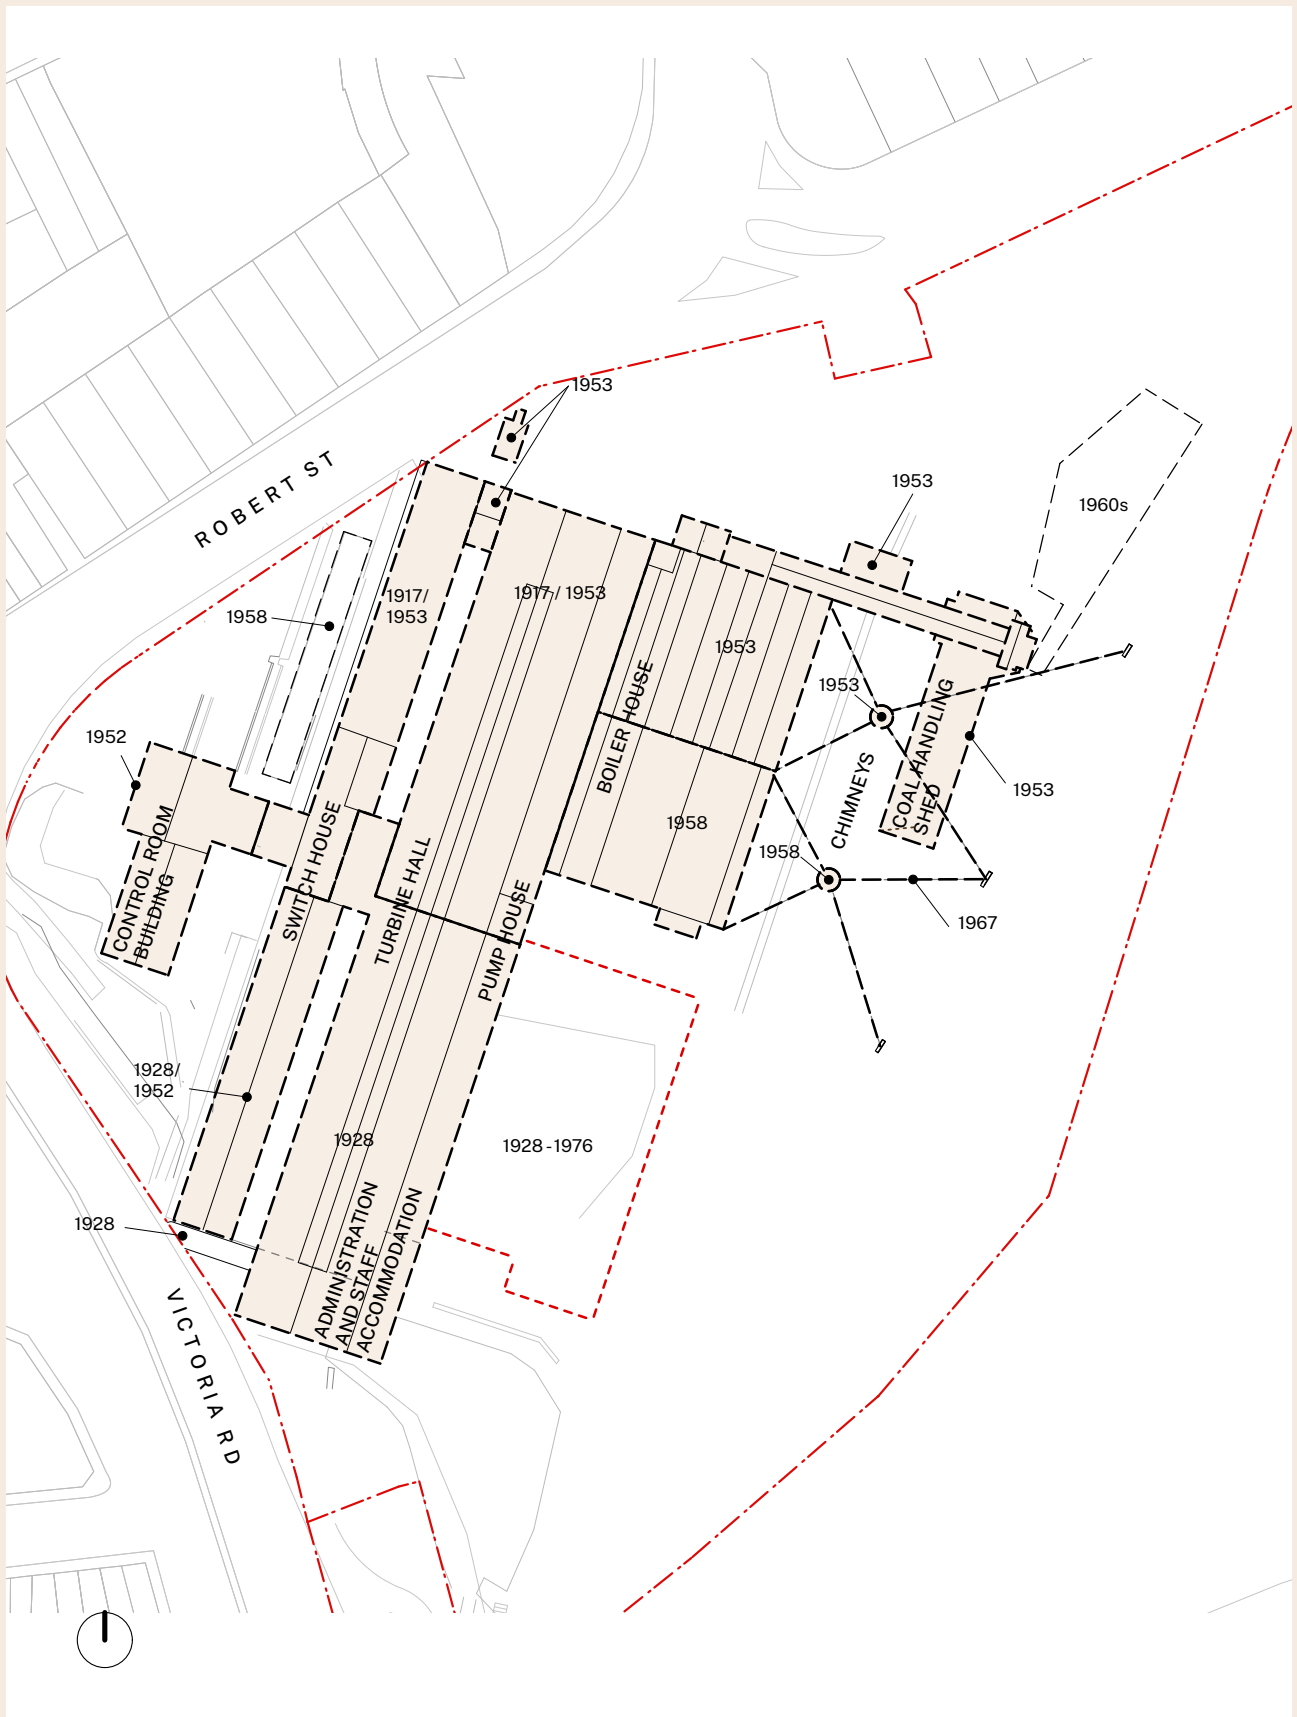 1953
ROBERT ST
1953
1960s
1917/
1953
1917 / 1953
1958
1953
BOILER HOUSE
1953
COAL HANDLING
SHED
1952
CHIMNEYS
1953
1958
1958
CONTROL ROOM
BUILDING
SWITCH HOUSE
TURBINE HALL
PUMP HOUSE
1967
1928/
1952
1928
1928 - 1976
1928
ADMINISTRATION
AND STAFF
ACCOMMODATION
VICTORIA RD